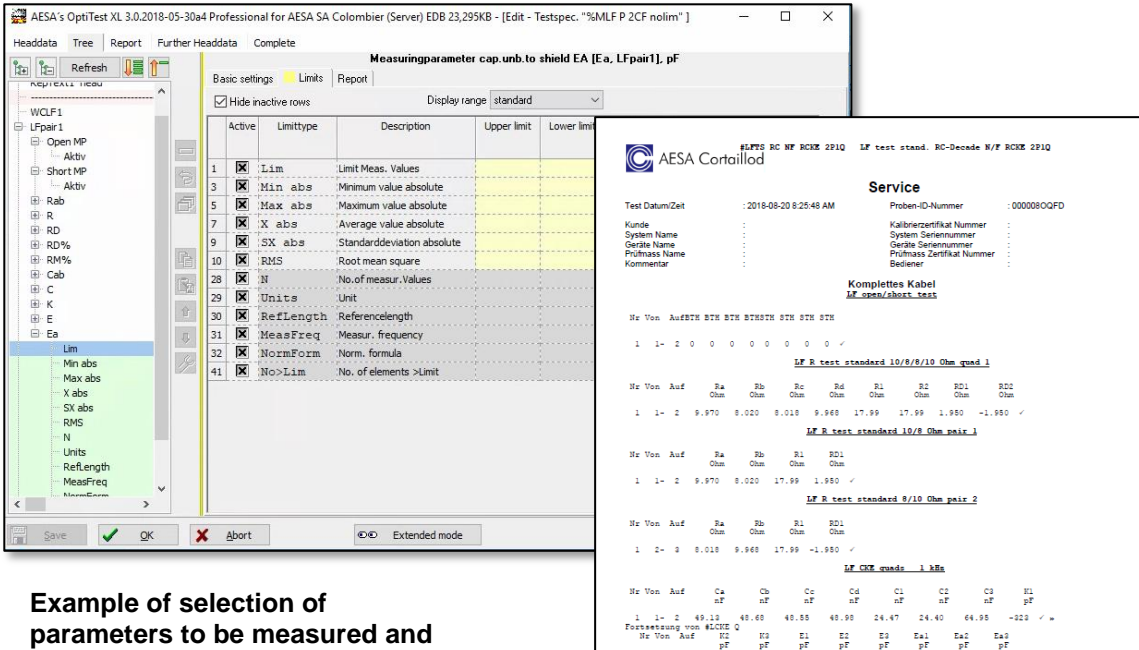 AESA's OptiTest XL 3.0.2018-05-30a4 Professional for AESA SA Colombier (Server) EDB 23,295KB - [Edit - Testspec. "%MLF P 2CF nolim" ]
Headdata Tree Report Further Headdata Complete
Refresh
Measuringparameter cap.unb.to shield EA [Ea, LFpair1], pF
Basic settings Limits Report
Hide inactive rows Display range standard
WCLF1
LFpair1
Open MP
Aktiv
Short MP
Aktiv
Rab
R
RD
RD%
RM%
Cab
C
K
E
Ea
Lim
Min abs
Max abs
X abs
SX abs
RMS
N
Units
RefLength
MeasFreq
NormForm
Active Limittype Description Upper limit Lower limit
1 Lim Limit Meas. Values
3 Min abs Minimum value absolute
5 Max abs Maximum value absolute
7 X abs Average value absolute
9 SX abs Standarddeviation absolute
10 RMS Root mean square
28 N No.of measur.Values
29 Units Unit
30 RefLength Referencelength
31 MeasFreq Measur. frequency
32 NormForm Norm. formula
41 No>Lim No. of elements >Limit
Save OK Abort Extended mode
Example of selection of
parameters to be measured and
AESA Cortaillod
#LFTS RC NF RCKE 2P1Q LF test stand. RC-Decade N/F RCKE 2P1Q
Service
Test Datum/Zeit : 2018-08-20 8:25:48 AM Proben-ID-Nummer : 000008OQFD
Kunde : Kalibrierzertifikat Nummer :
System Name : System Seriennummer :
Geräte Name : Geräte Seriennummer :
Prüfmass Name : Prüfmass Zertifikat Nummer :
Kommentar : Bediener :
Komplettes Kabel
LF open/short test
Nr Von AufBTH BTH BTH BTHSTH STH STH STH
1 1- 2 0 0 0 0 0 0 0 0 ✓
LF R test standard 10/8/8/10 Ohm quad 1
Nr Von Auf Ra Rb Rc Rd R1 R2 RD1 RD2
Ohm Ohm Ohm Ohm Ohm Ohm Ohm Ohm
1 1- 2 9.970 8.020 8.018 9.968 17.99 17.99 1.950 -1.950 ✓
LF R test standard 10/8 Ohm pair 1
Nr Von Auf Ra Rb R1 RD1
Ohm Ohm Ohm Ohm
1 1- 2 9.970 8.020 17.99 1.950 ✓
LF R test standard 8/10 Ohm pair 2
Nr Von Auf Ra Rb R1 RD1
Ohm Ohm Ohm Ohm
1 2- 3 8.018 9.968 17.99 -1.950 ✓
LF CKE quads 1 kHz
Nr Von Auf Ca Cb Cc Cd C1 C2 C3 K1
nF nF nF nF nF nF nF pF
1 1- 2 49.13 48.68 48.55 48.98 24.47 24.40 64.95 -323 ✓ »
Fortsetzung von #LCKE Q
Nr Von Auf K2 K3 E1 E2 E3 Ea1 Ea2 Ea3
pF pF pF pF pF pF pF pF